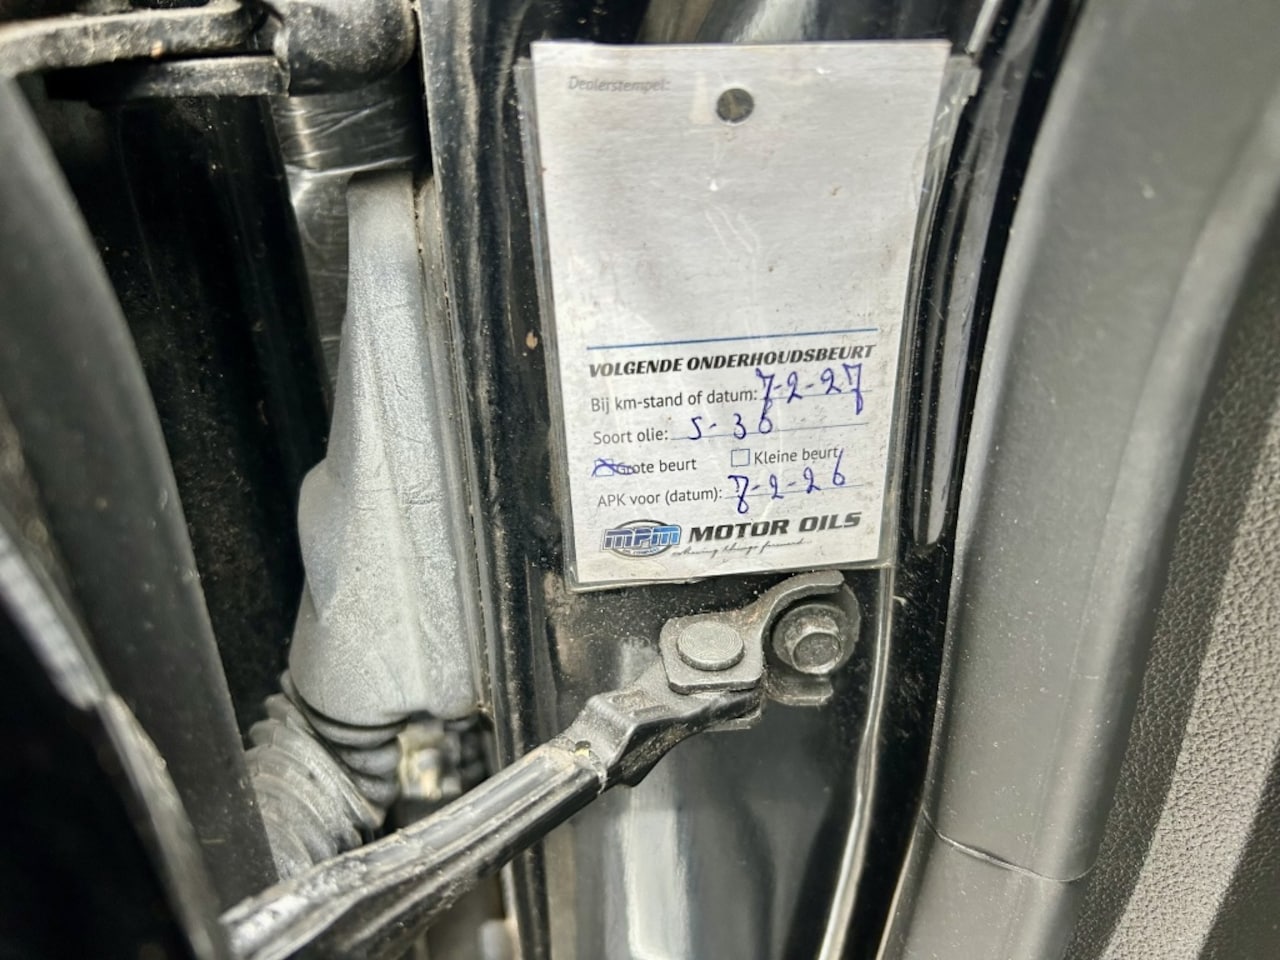 Dealerstempel:
VOLGENDE ONDERHOUDSBEURT
Bij km-stand of datum: 7-2-27
Soort olie: 5-30
Grote beurt Kleine beurt
APK voor (datum): 7-2-26
mpm MOTOR OILS